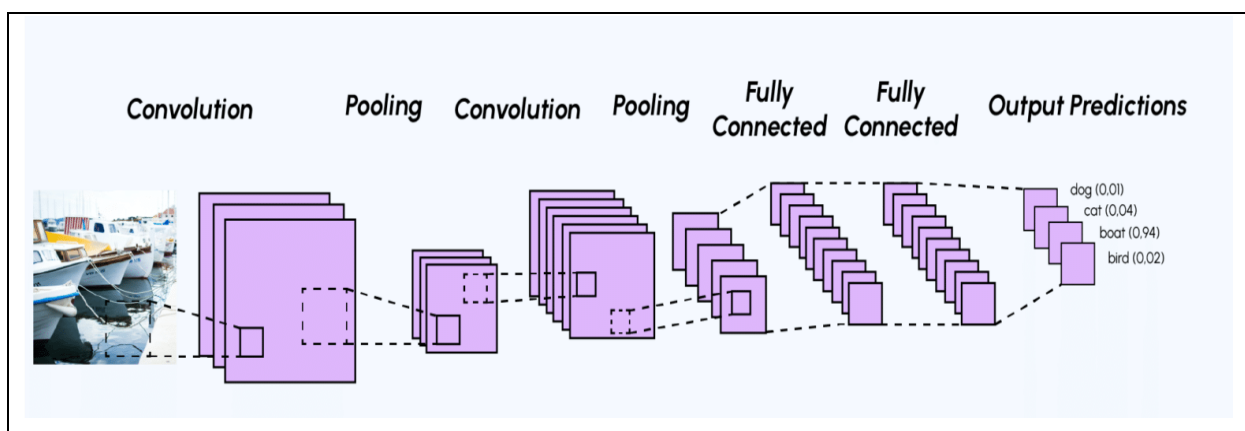 Convolution
Pooling
Convolution
Pooling
Fully
Connected
Fully
Connected
Output Predictions
dog (0,01)
cat (0,04)
boat (0,94)
bird (0,02)